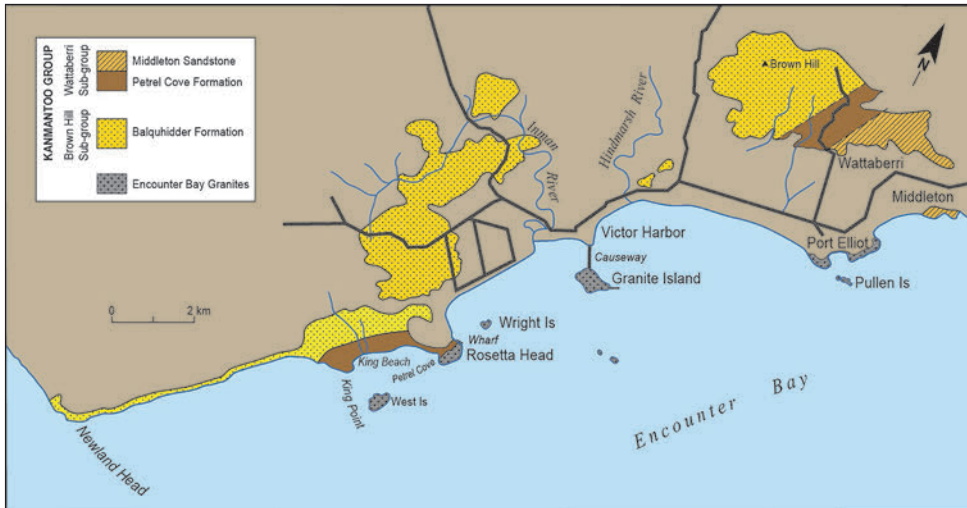 KANMANTOO GROUP
Wattaberri
Sub-group
Middleton Sandstone
Petrel Cove Formation
Brown Hill
Sub-group
Balquhidder Formation
Encounter Bay Granites
N
Brown Hill
Inman
River
Hindmarsh River
Wattaberri
Middleton
Victor Harbor
Port Elliot
Causeway
Granite Island
Pullen Is
0 2 km
Wright Is
Wharf
Rosetta Head
King Beach
Petrel Cove
King Point
West Is
Encounter Bay
Newland Head